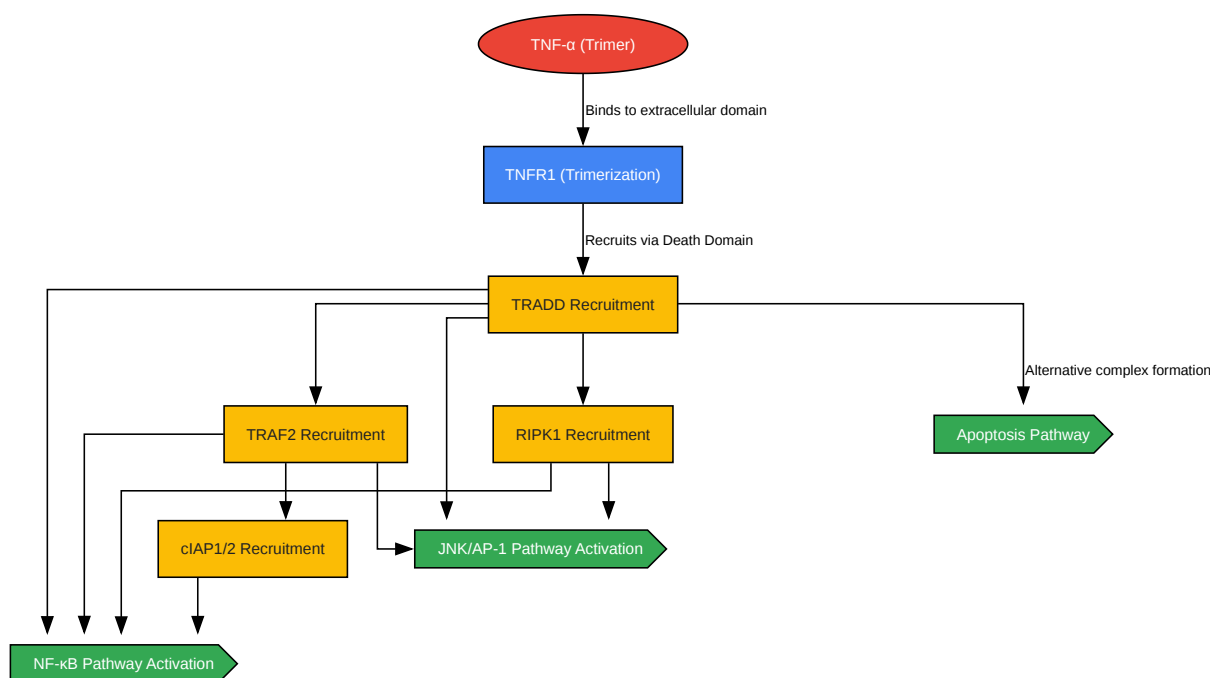 TNF-α (Trimer)
Binds to extracellular domain
TNFR1 (Trimerization)
Recruits via Death Domain
TRADD Recruitment
Alternative complex formation
TRAF2 Recruitment
RIPK1 Recruitment
Apoptosis Pathway
cIAP1/2 Recruitment
JNK/AP-1 Pathway Activation
NF-κB Pathway Activation